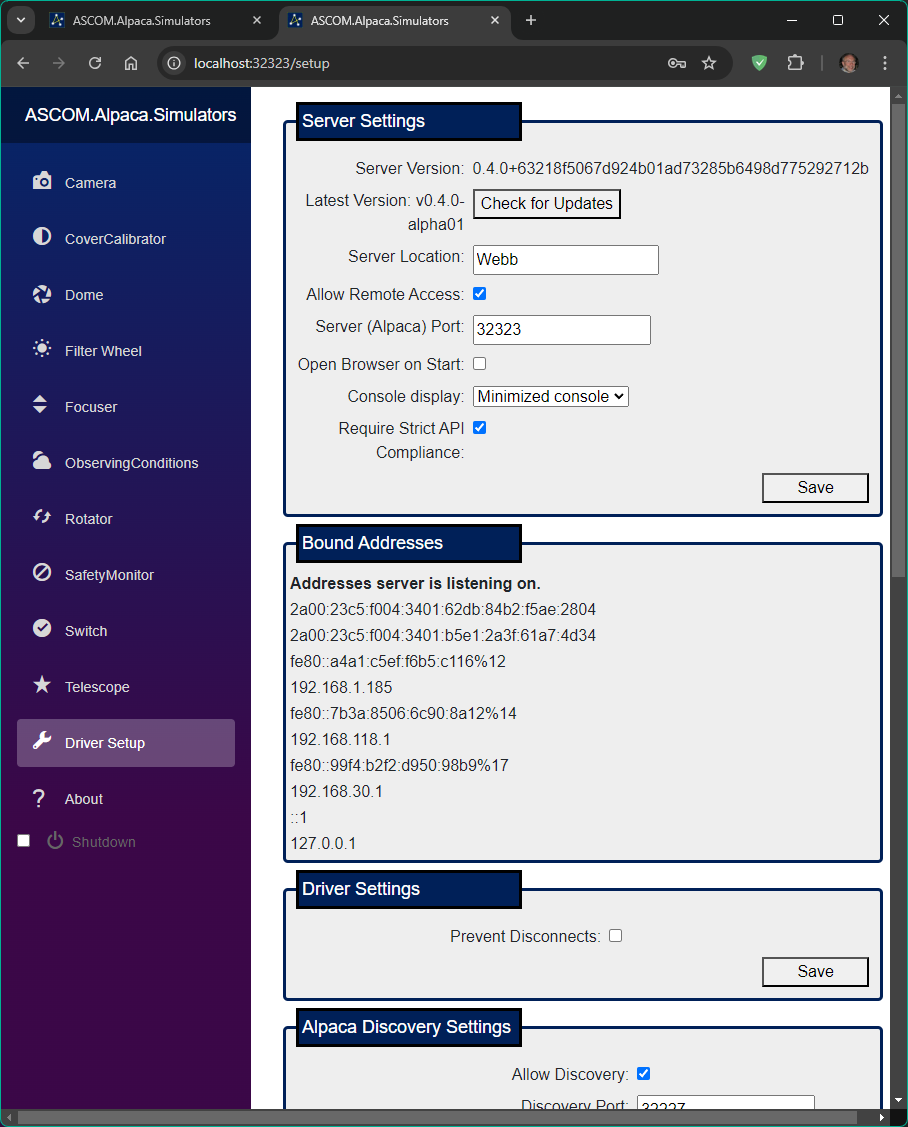 ASCOM.Alpaca.Simulators
ASCOM.Alpaca.Simulators
localhost:32323/setup
ASCOM.Alpaca.Simulators
Camera
CoverCalibrator
Dome
Filter Wheel
Focuser
ObservingConditions
Rotator
SafetyMonitor
Switch
Telescope
Driver Setup
About
Shutdown
Server Settings
Server Version: 0.4.0+63218f5067d924b01ad73285b6498d775292712b
Latest Version: v0.4.0-
alpha01
Check for Updates
Server Location: Webb
Allow Remote Access:
Server (Alpaca) Port: 32323
Open Browser on Start:
Console display: Minimized console
Require Strict API
Compliance:
Save
Bound Addresses
Addresses server is listening on.
2a00:23c5:f004:3401:62db:84b2:f5ae:2804
2a00:23c5:f004:3401:b5e1:2a3f:61a7:4d34
fe80::a4a1:c5ef:f6b5:c116%12
192.168.1.185
fe80::7b3a:8506:6c90:8a12%14
192.168.118.1
fe80::99f4:b2f2:d950:98b9%17
192.168.30.1
::1
127.0.0.1
Driver Settings
Prevent Disconnects:
Save
Alpaca Discovery Settings
Allow Discovery:
Discovery Port: 32227